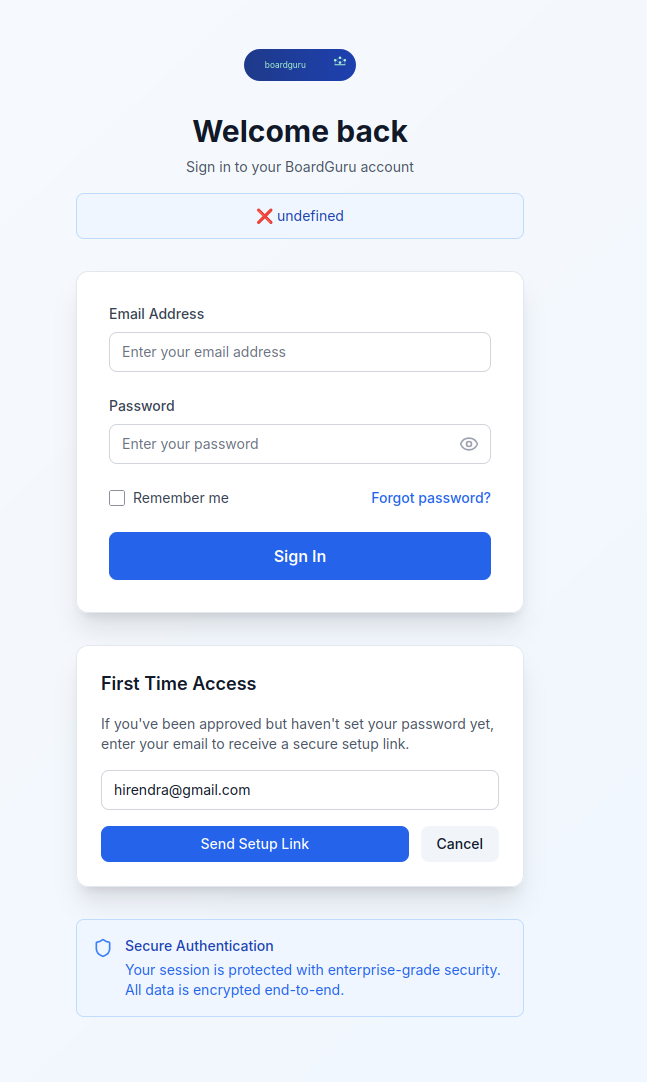 boardguru
Welcome back
Sign in to your BoardGuru account
❌ undefined
Email Address
Enter your email address
Password
Enter your password
Remember me
Forgot password?
Sign In
First Time Access
If you've been approved but haven't set your password yet,
enter your email to receive a secure setup link.
hirendra@gmail.com
Send Setup Link
Cancel
Secure Authentication
Your session is protected with enterprise-grade security.
All data is encrypted end-to-end.